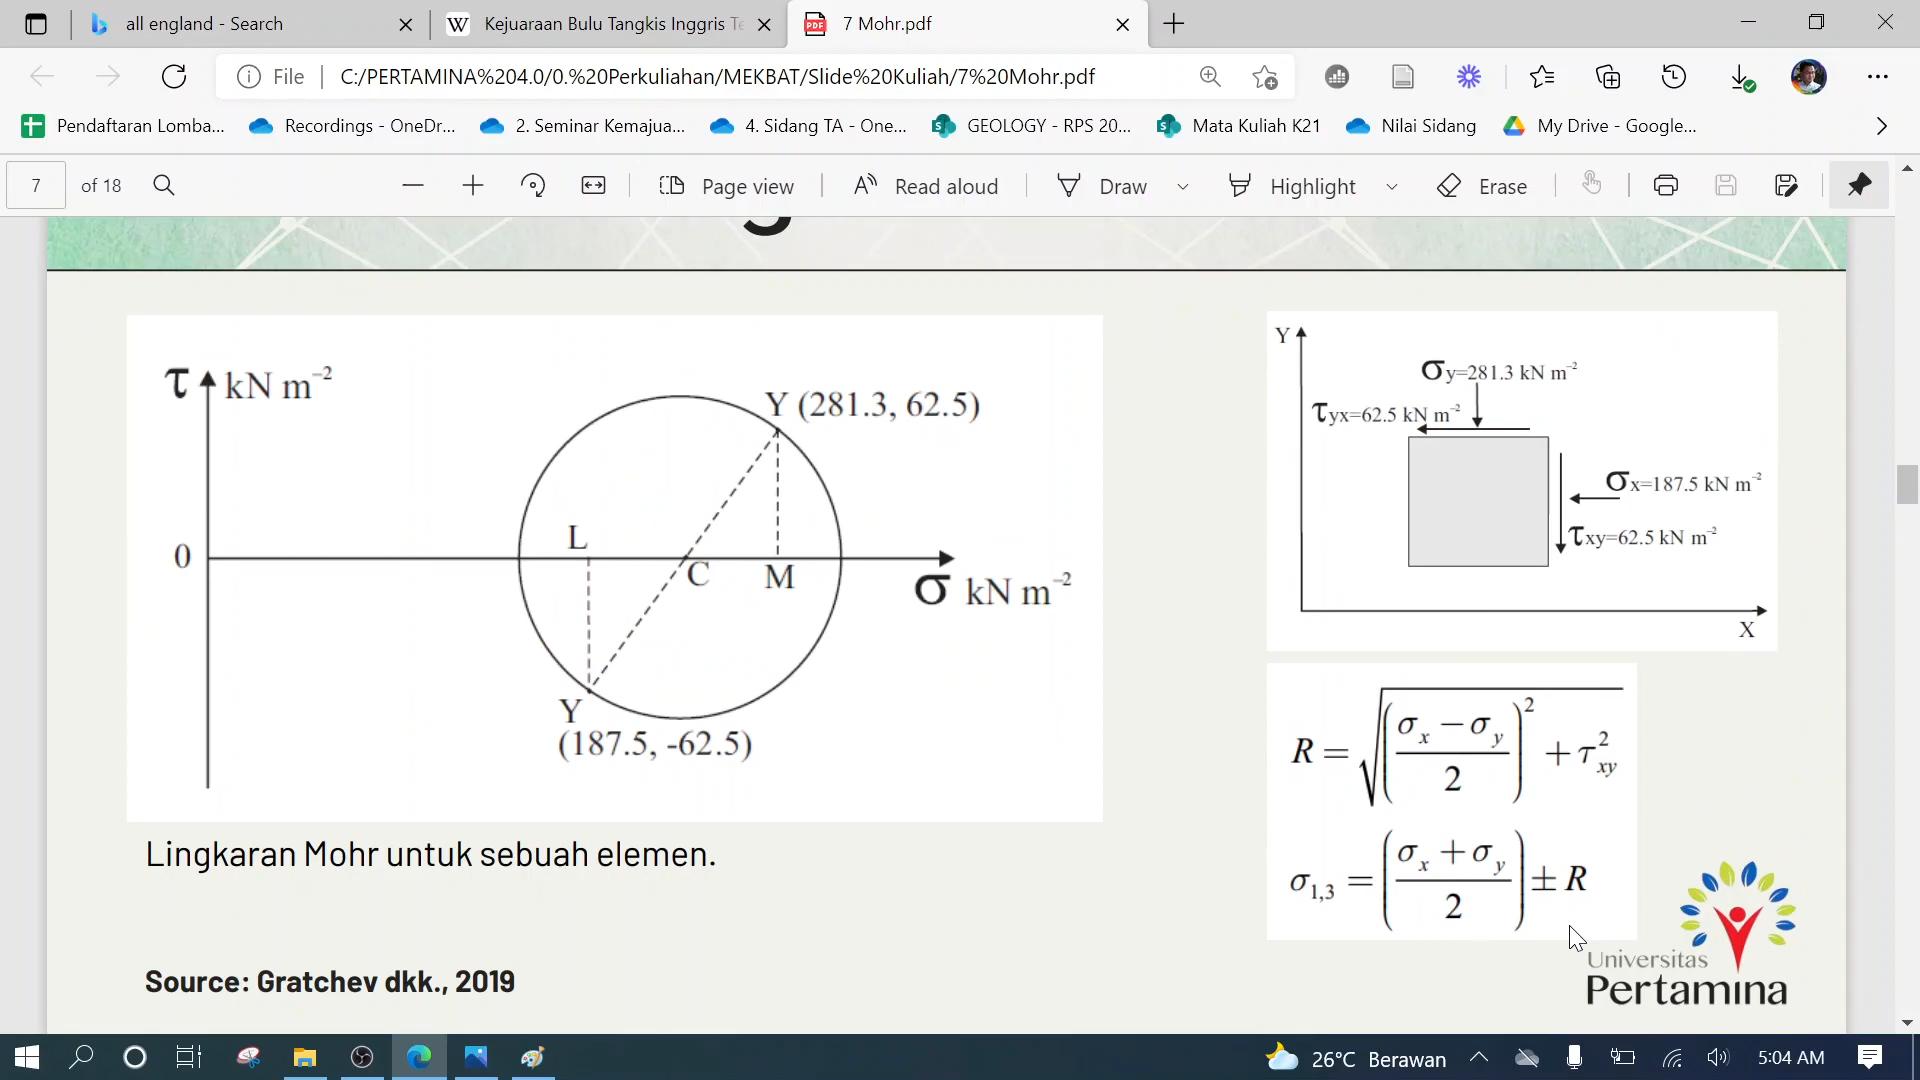 all england - Search
Kejuaraan Bulu Tangkis Inggris Te
7 Mohr.pdf
File
C:/PERTAMINA%204.0/0.%20Perkuliahan/MEKBAT/Slide%20Kuliah/7%20Mohr.pdf
Pendaftaran Lomba...
Recordings - OneDr...
2. Seminar Kemajua...
4. Sidang TA - One...
GEOLOGY - RPS 20...
Mata Kuliah K21
Nilai Sidang
My Drive - Google...
7 of 18
Page view
Read aloud
Draw
Highlight
Erase
τ kN m⁻²
Y (281.3, 62.5)
L
0
C
M
σ kN m⁻²
Y
(187.5, -62.5)
Lingkaran Mohr untuk sebuah elemen.
Source: Gratchev dkk., 2019
Y
σy=281.3 kN m⁻²
τyx=62.5 kN m⁻²
σx=187.5 kN m⁻²
τxy=62.5 kN m⁻²
X
R = √(((σx − σy)/2)² + τ²xy)
σ1,3 = ((σx + σy)/2) ± R
Universitas
Pertamina
26°C Berawan
5:04 AM